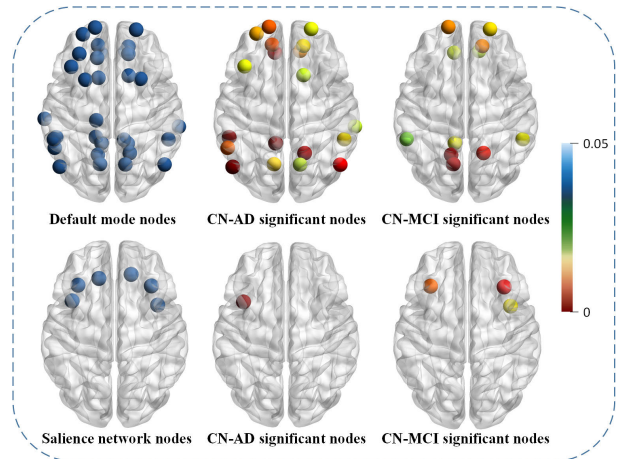 Default mode nodes
CN-AD significant nodes
CN-MCI significant nodes
0.05
0
Salience network nodes
CN-AD significant nodes
CN-MCI significant nodes